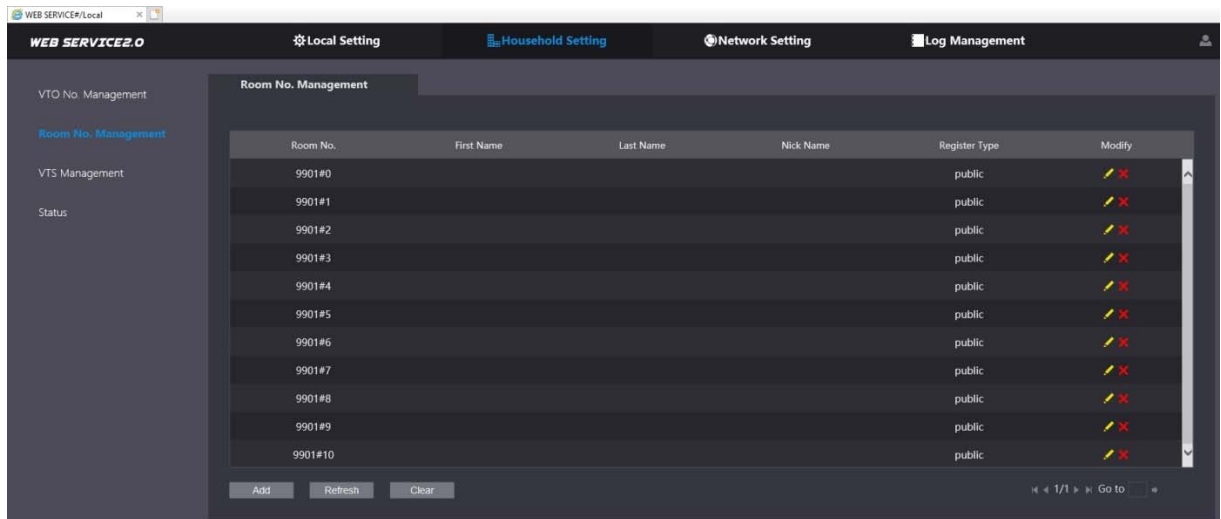 WEB SERVICE#/Local
WEB SERVICE2.0 Local Setting Household Setting Network Setting Log Management
VTO No. Management
Room No. Management
VTS Management
Status
Room No. Management
Room No. First Name Last Name Nick Name Register Type Modify
9901#0 public
9901#1 public
9901#2 public
9901#3 public
9901#4 public
9901#5 public
9901#6 public
9901#7 public
9901#8 public
9901#9 public
9901#10 public
Add Refresh Clear 1/1 Go to